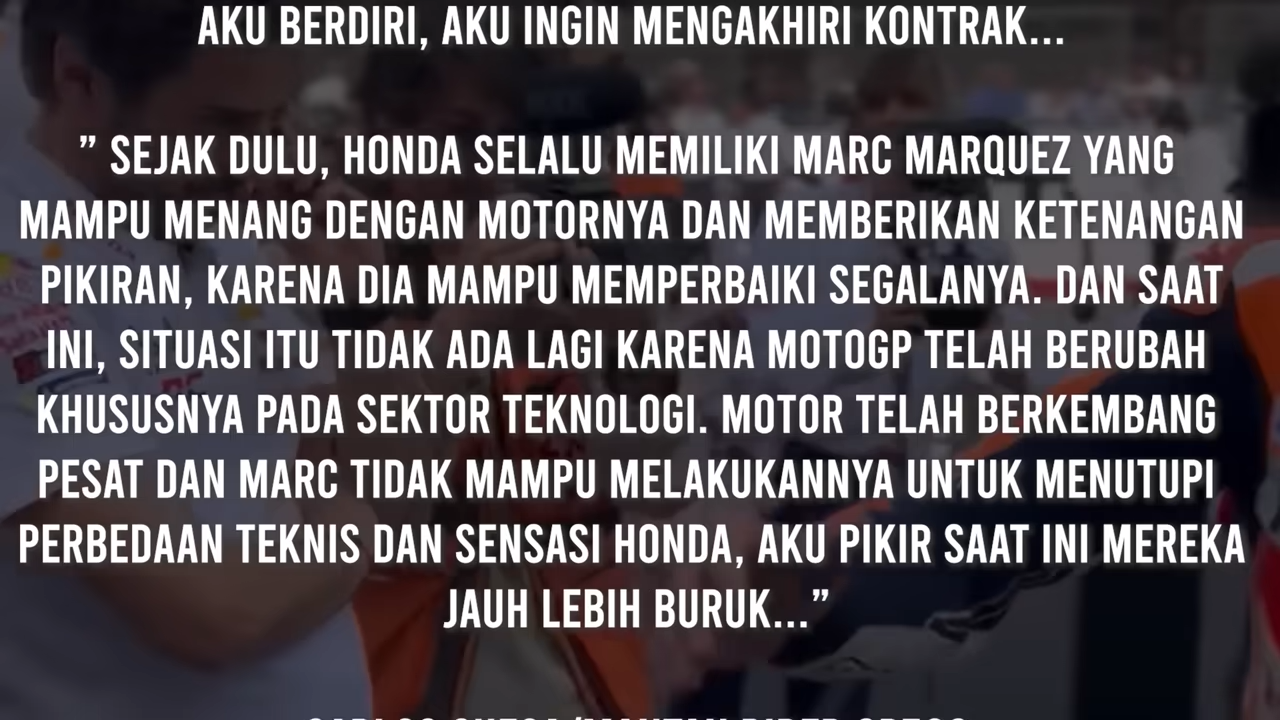 AKU BERDIRI, AKU INGIN MENGAKHIRI KONTRAK...
” SEJAK DULU, HONDA SELALU MEMILIKI MARC MARQUEZ YANG
MAMPU MENANG DENGAN MOTORNYA DAN MEMBERIKAN KETENANGAN
PIKIRAN, KARENA DIA MAMPU MEMPERBAIKI SEGALANYA. DAN SAAT
INI, SITUASI ITU TIDAK ADA LAGI KARENA MOTOGP TELAH BERUBAH
KHUSUSNYA PADA SEKTOR TEKNOLOGI. MOTOR TELAH BERKEMBANG
PESAT DAN MARC TIDAK MAMPU MELAKUKANNYA UNTUK MENUTUPI
PERBEDAAN TEKNIS DAN SENSASI HONDA, AKU PIKIR SAAT INI MEREKA
JAUH LEBIH BURUK...”